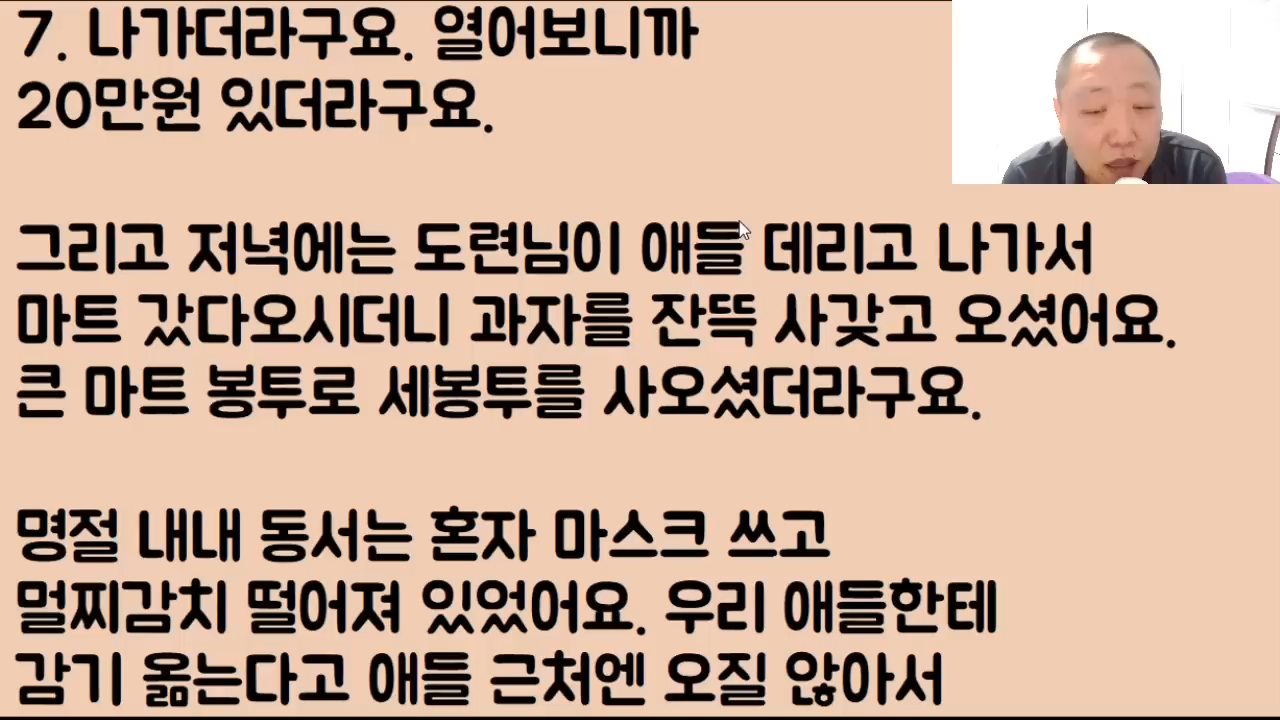 7. 나가더라구요. 열어보니까
20만원 있더라구요.
그리고 저녁에는 도련님이 애들 데리고 나가서
마트 갔다오시더니 과자를 잔뜩 사갖고 오셨어요.
큰 마트 봉투로 세봉투를 사오셨더라구요.
명절 내내 동서는 혼자 마스크 쓰고
멀찌감치 떨어져 있었어요. 우리 애들한테
감기 옮는다고 애들 근처엔 오질 않아서